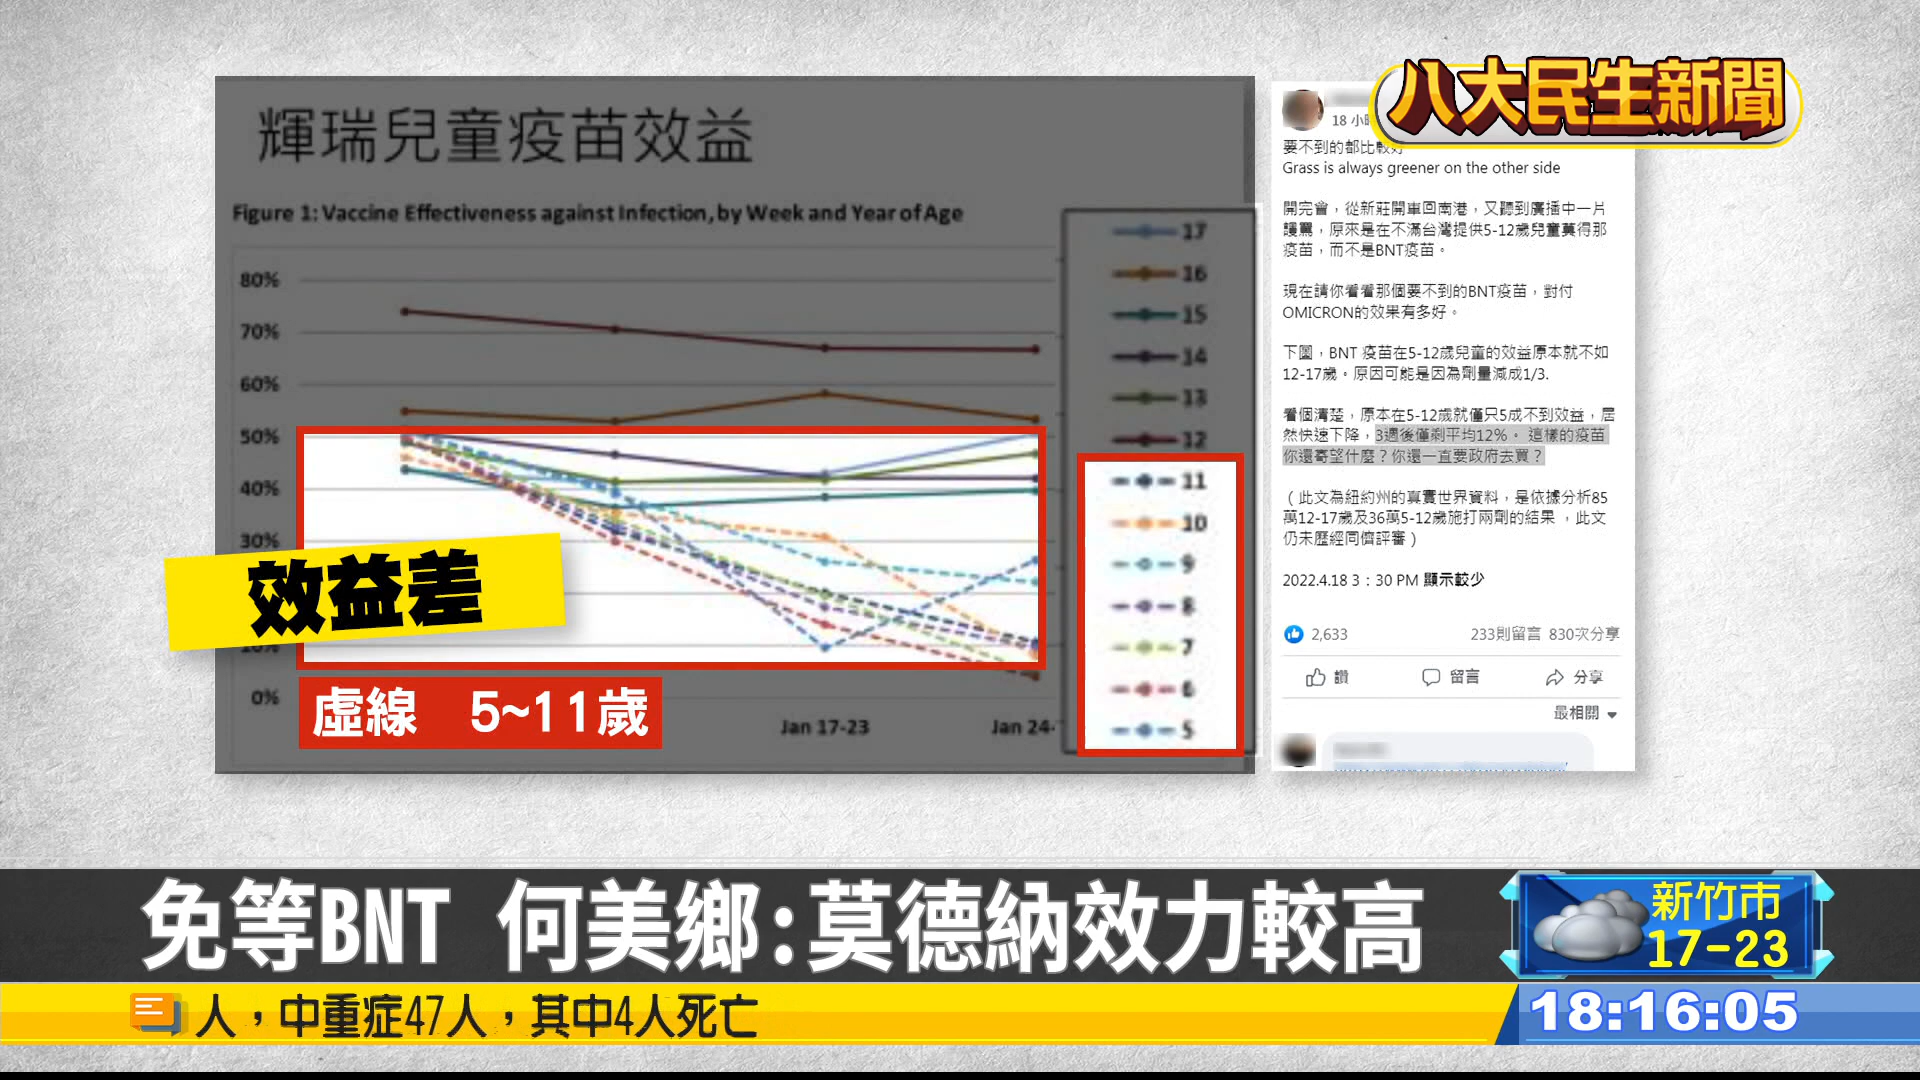 輝瑞兒童疫苗效益
Figure 1: Vaccine Effectiveness against Infection, by Week and Year of Age
80%
70%
60%
50%
40%
30%
10%
0%
Jan 17-23
Jan 24-
17
16
15
14
13
12
11
10
9
8
7
6
5
效益差
虛線 5~11歲
八大民生新聞
18 小
要不到的都比較好
Grass is always greener on the other side
開完會，從新莊開車回南港，又聽到廣播中一片
謾罵，原來是在不滿台灣提供5-12歲兒童莫得那
疫苗，而不是BNT疫苗。
現在請你看看那個要不到的BNT疫苗，對付
OMICRON的效果有多好。
下圖，BNT 疫苗在5-12歲兒童的效益原本就不如
12-17歲。原因可能是因為劑量減成1/3.
看個清楚，原本在5-12歲就僅只5成不到效益，居
然快速下降，3週後僅剩平均12%。 這樣的疫苗
你還寄望什麼？你還一直要政府去買？
（此文為紐約州的真實世界資料，是依據分析85
萬12-17歲及36萬5-12歲施打兩劑的結果 ，此文
仍未歷經同儕評審）
2022.4.18 3：30 PM 顯示較少
2,633
233則留言 830次分享
讚 留言 分享
最相關
免等BNT 何美鄉:莫德納效力較高
新竹市
17-23
人，中重症47人，其中4人死亡
18:16:05